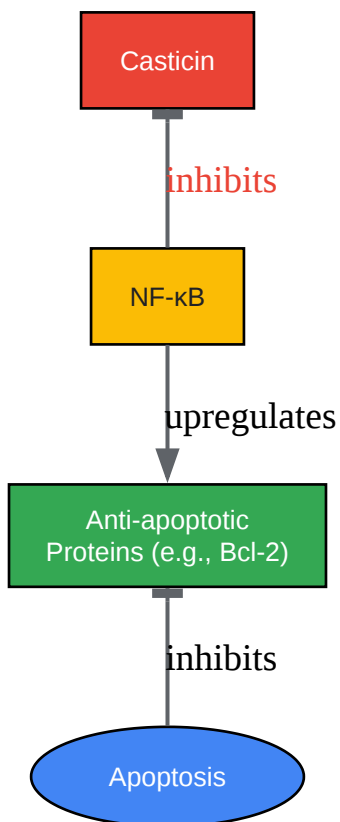 Casticin
inhibits
NF-κB
upregulates
Anti-apoptotic
Proteins (e.g., Bcl-2)
inhibits
Apoptosis